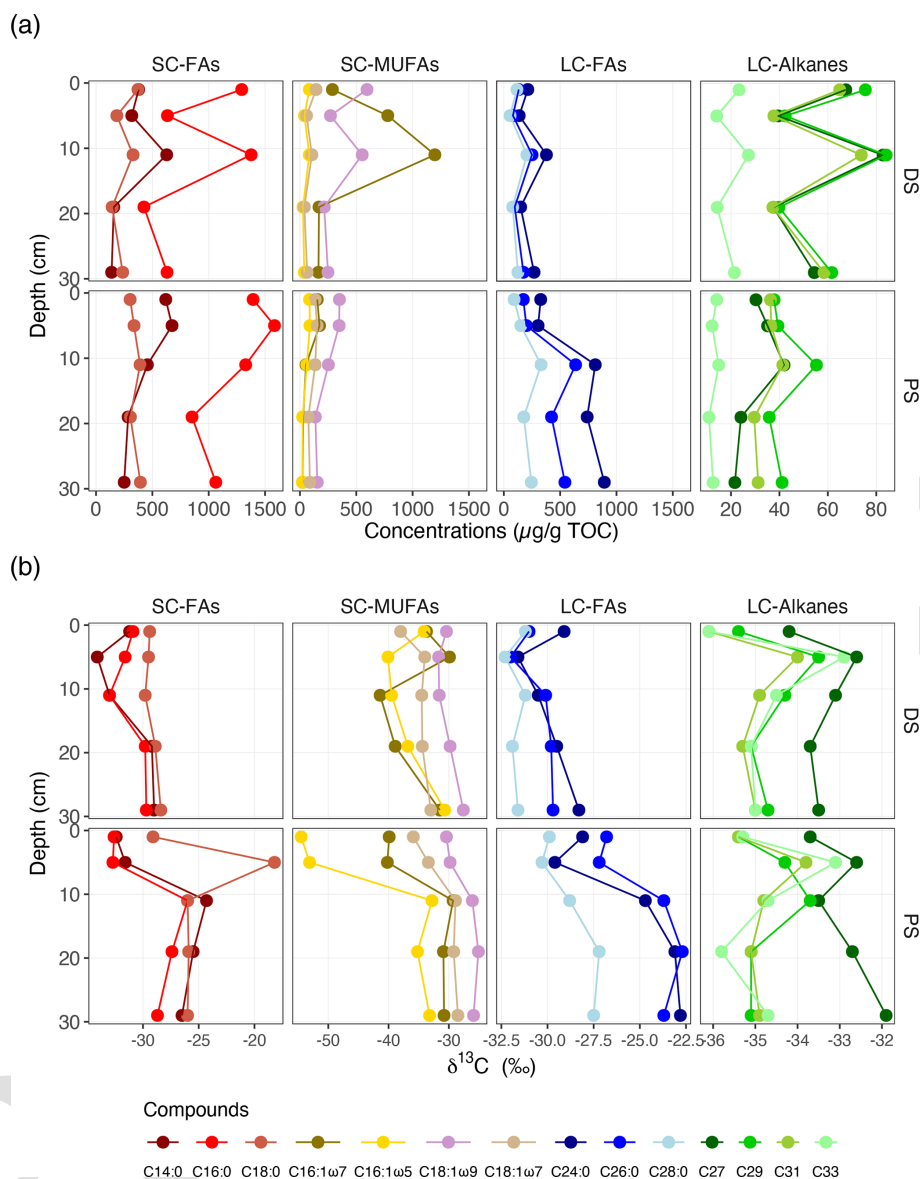 (a)
SC-FAs SC-MUFAs LC-FAs LC-Alkanes
0
10
20
30
Depth (cm)
DS
0
10
20
30
PS
0 500 1000 1500 0 500 1000 1500 0 500 1000 1500 20 40 60 80
Concentrations (µg/g TOC)
(b)
SC-FAs SC-MUFAs LC-FAs LC-Alkanes
0
10
20
30
Depth (cm)
DS
0
10
20
30
PS
-30 -25 -20 -50 -40 -30 -32.5 -30.0 -27.5 -25.0 -22.5 -36 -35 -34 -33 -32
δ¹³C (‰)
Compounds
C14:0 C16:0 C18:0 C16:1ω7 C16:1ω5 C18:1ω9 C18:1ω7 C24:0 C26:0 C28:0 C27 C29 C31 C33